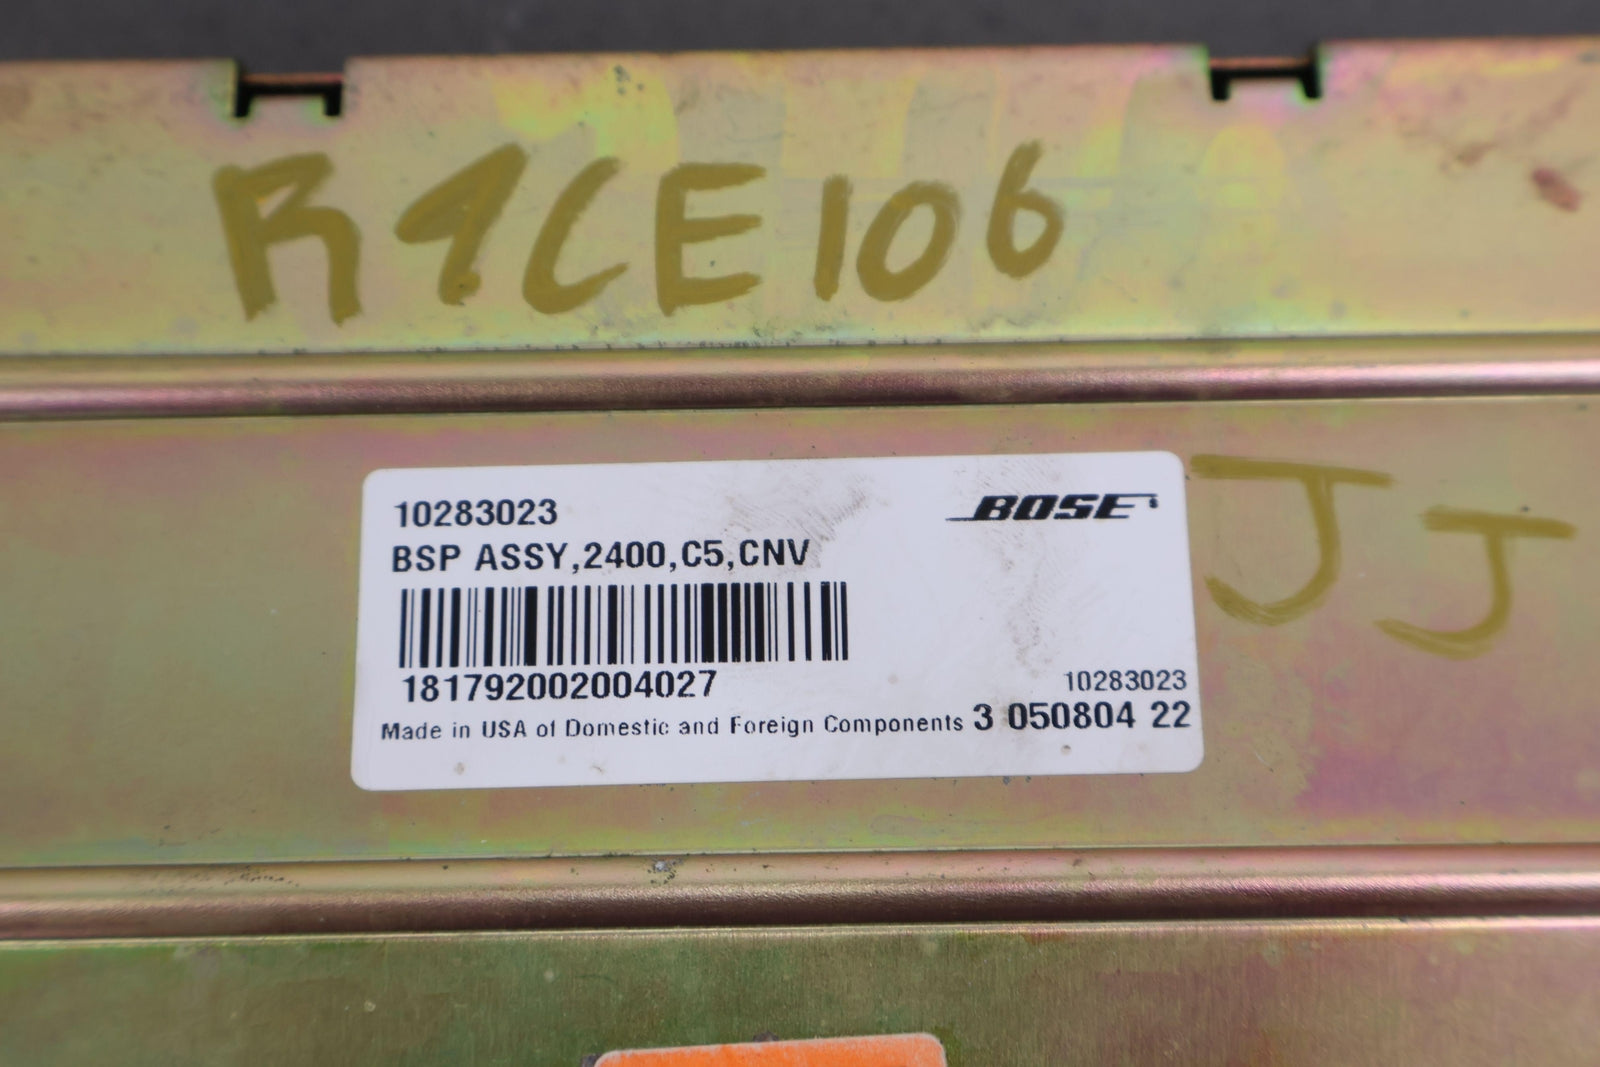 R9CE106
10283023
BOSE
BSP ASSY,2400,C5,CNV
181792002004027
10283023
Made in USA of Domestic and Foreign Components 3 050804 22
JJ